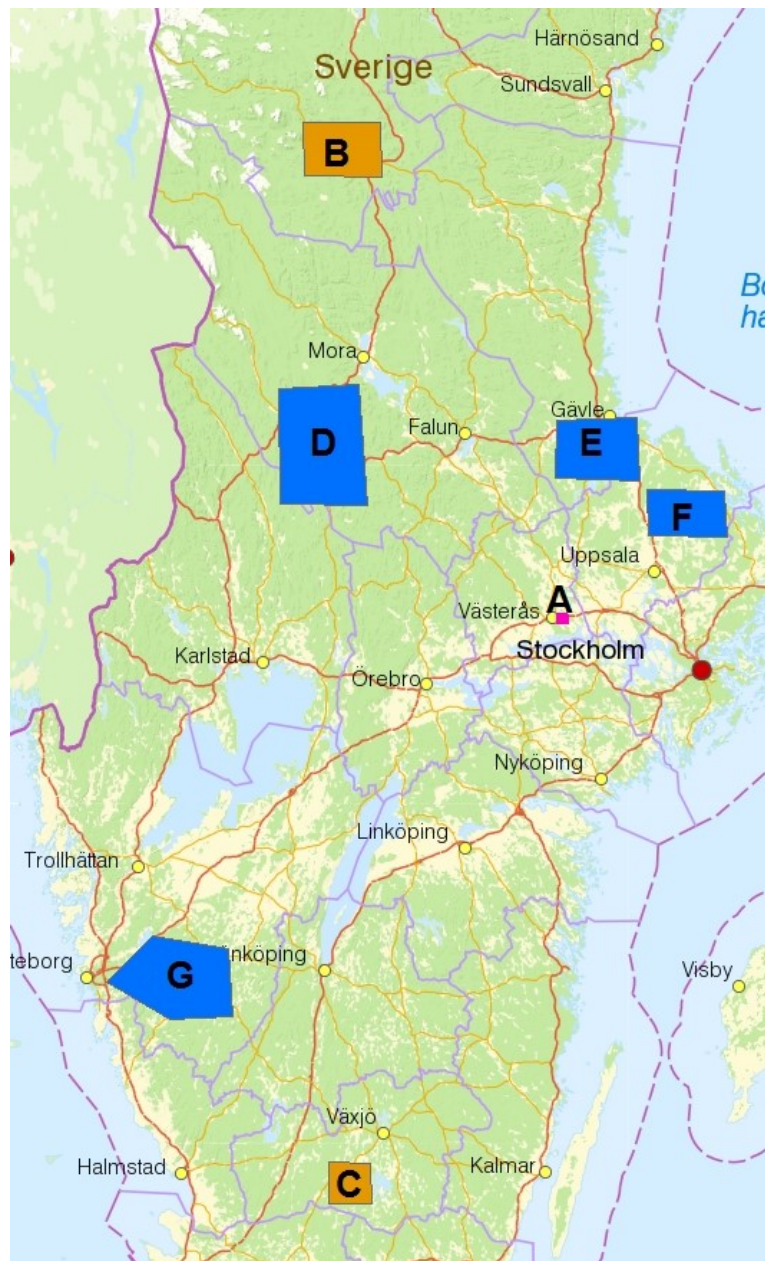 Härnösand
Sverige
Sundsvall
B
Bo
ha
Mora
Gävle
D
Falun
E
F
Uppsala
A
Västerås
Stockholm
Karlstad
Örebro
Nyköping
Linköping
Trollhättan
teborg
G
nköping
Visby
Växjö
Halmstad
C
Kalmar